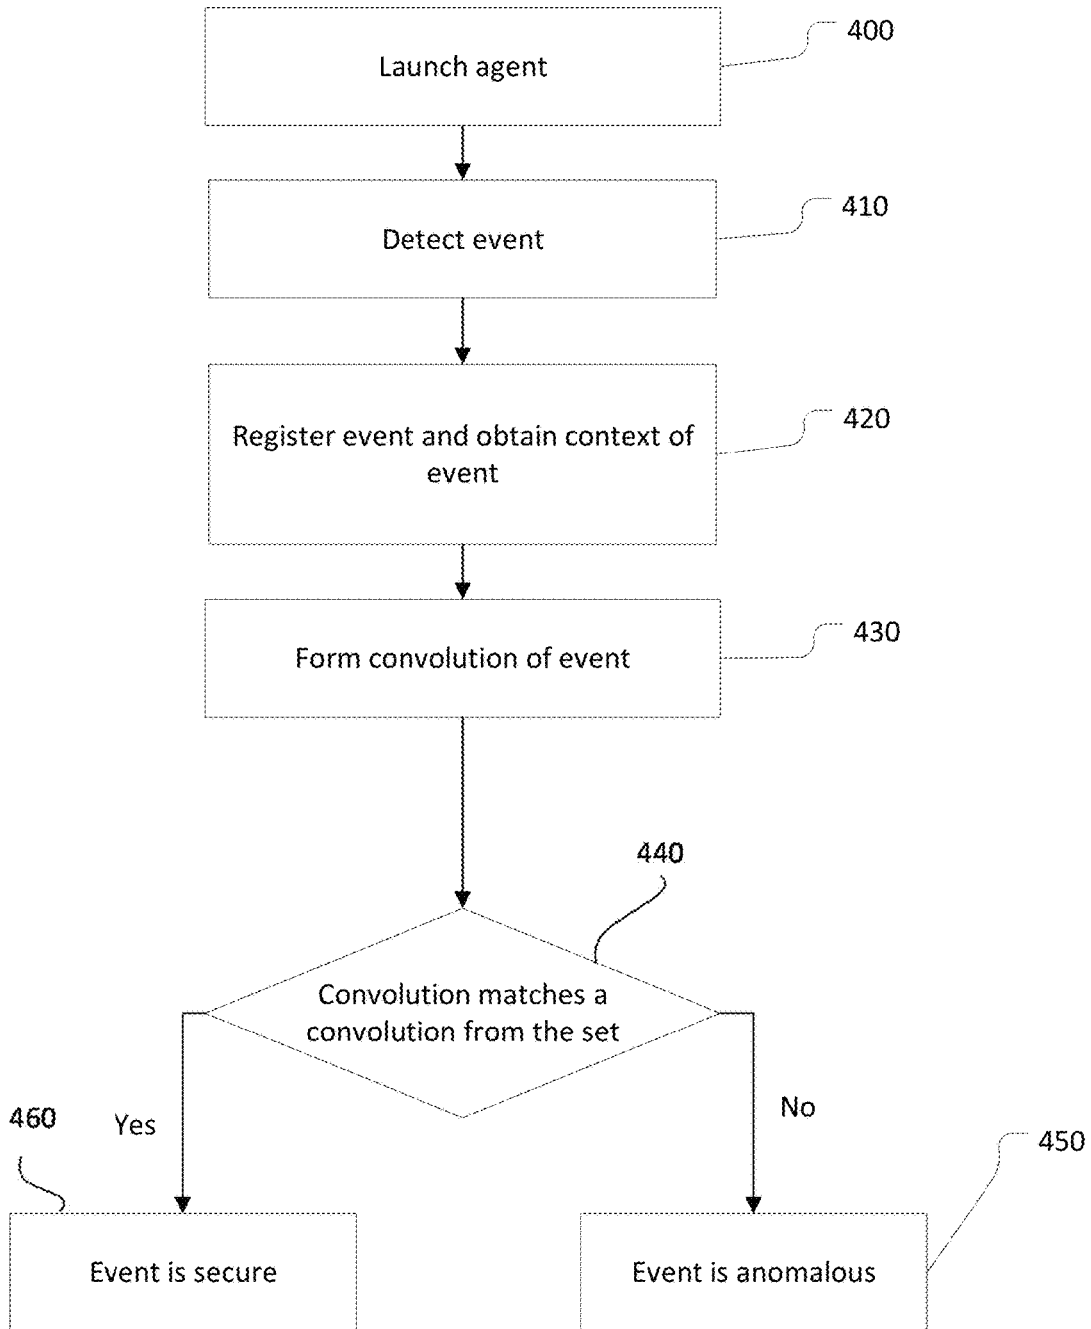 400
Launch agent
410
Detect event
420
Register event and obtain context of
event
430
Form convolution of event
440
Convolution matches a
convolution from the set
460
Yes
No
450
Event is secure
Event is anomalous